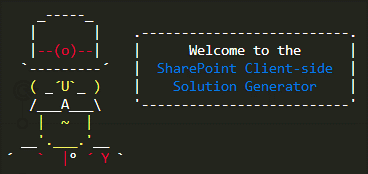 Welcome to the
SharePoint Client-side
Solution Generator